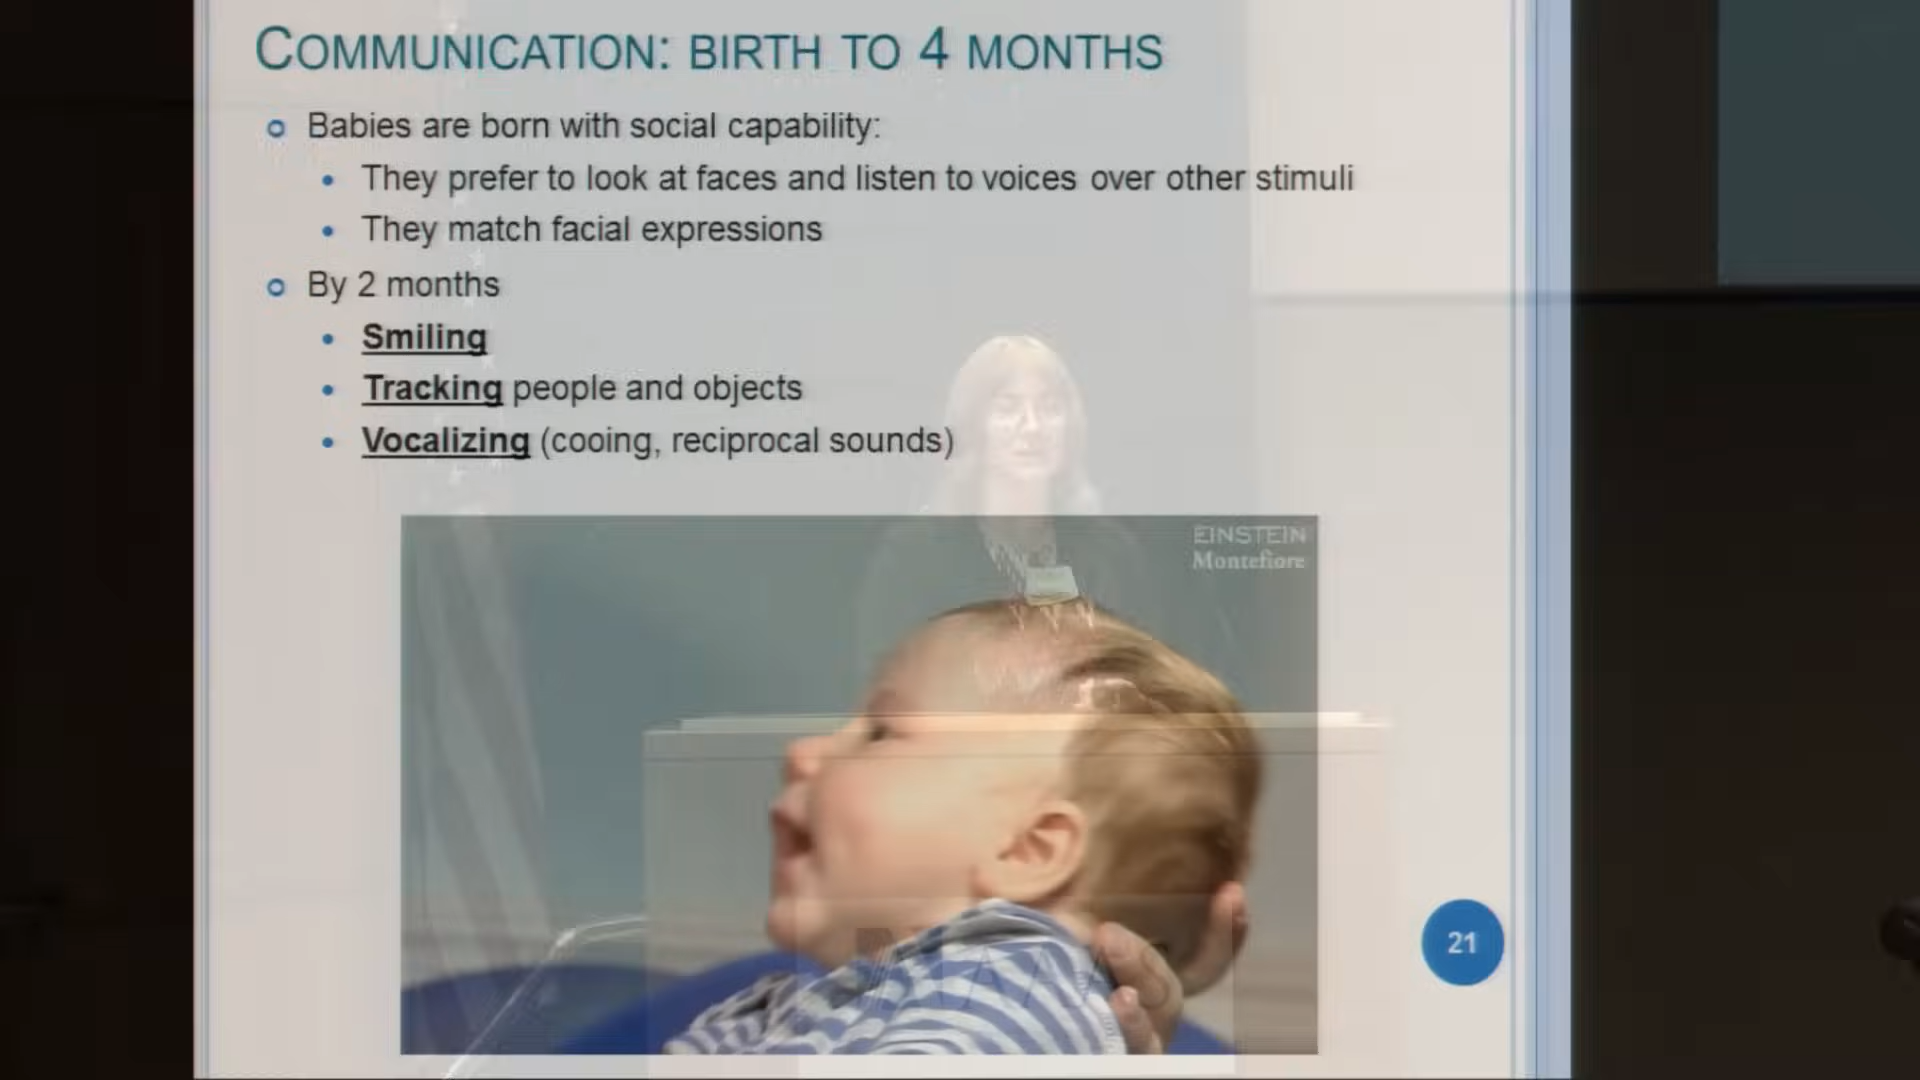 COMMUNICATION: BIRTH TO 4 MONTHS
Babies are born with social capability:
They prefer to look at faces and listen to voices over other stimuli
They match facial expressions
By 2 months
Smiling
Tracking people and objects
Vocalizing (cooing, reciprocal sounds)
EINSTEIN
Montefiore
21